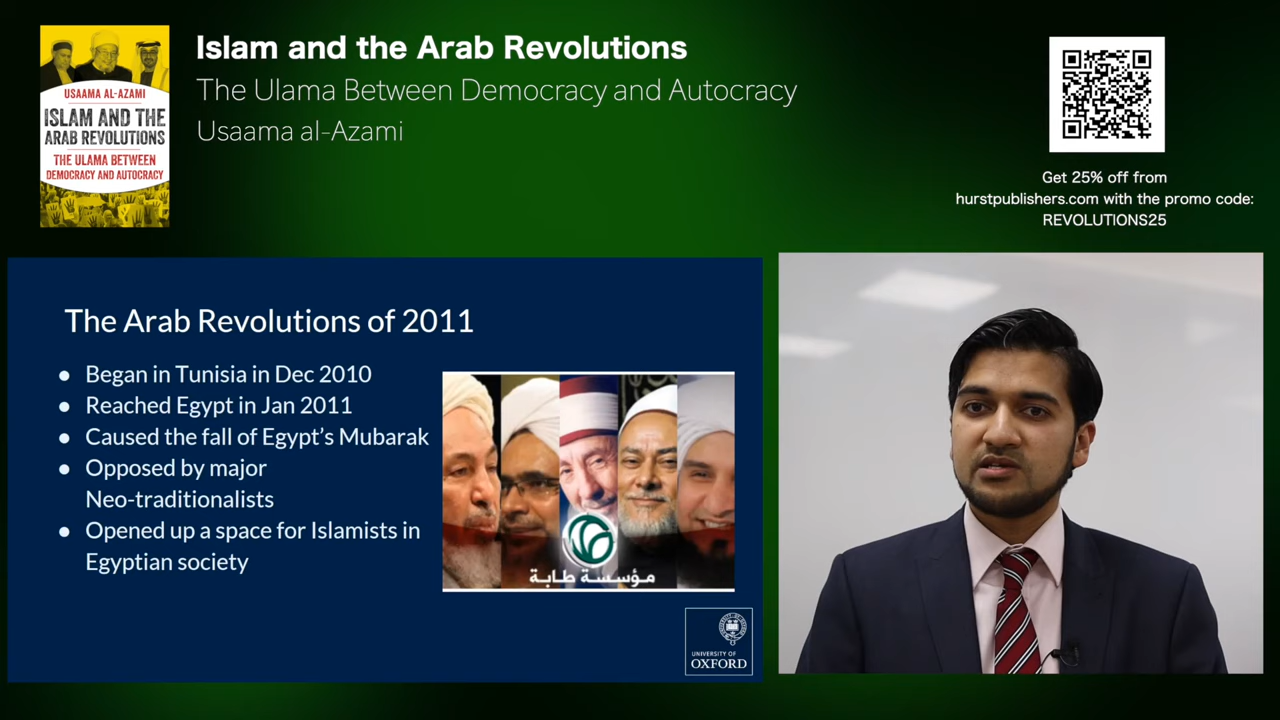 Islam and the Arab Revolutions
The Ulama Between Democracy and Autocracy
Usaama al-Azami
USAAMA AL-AZAMI
ISLAM AND THE
ARAB REVOLUTIONS
THE ULAMA BETWEEN
DEMOCRACY AND AUTOCRACY
Get 25% off from
hurstpublishers.com with the promo code:
REVOLUTIONS25
The Arab Revolutions of 2011
● Began in Tunisia in Dec 2010
● Reached Egypt in Jan 2011
● Caused the fall of Egypt’s Mubarak
● Opposed by major
Neo-traditionalists
● Opened up a space for Islamists in
Egyptian society
مؤسسة طابة
UNIVERSITY OF
OXFORD